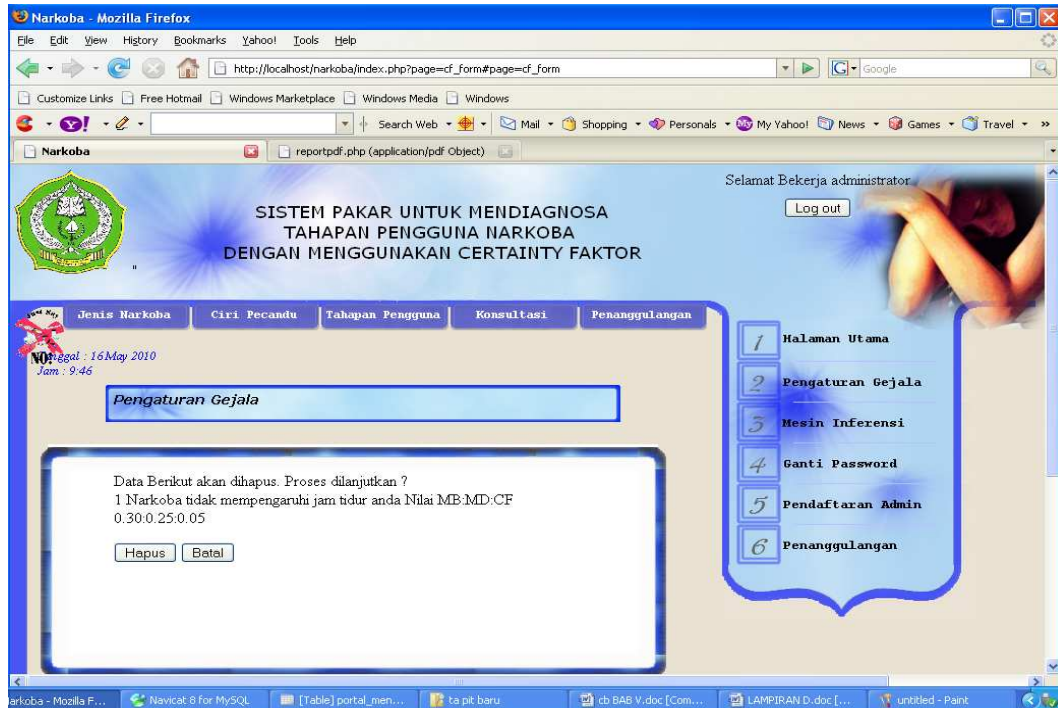 Narkoba - Mozilla Firefox
File Edit View History Bookmarks Yahoo! Tools Help
http://localhost/narkoba/index.php?page=cf_form#page=cf_form
G Google
Customize Links Free Hotmail Windows Marketplace Windows Media Windows
Y! Search Web Mail Shopping Personals My Yahoo! News Games Travel »
Narkoba reportpdf.php (application/pdf Object)
Selamat Bekerja administrator
Log out
SISTEM PAKAR UNTUK MENDIAGNOSA
TAHAPAN PENGGUNA NARKOBA
DENGAN MENGGUNAKAN CERTAINTY FAKTOR
"
Jenis Narkoba Ciri Pecandu Tahapan Pengguna Konsultasi Penanggulangan
NO!
nggal : 16May 2010
Jam : 9:46
Pengaturan Gejala
Data Berikut akan dihapus. Proses dilanjutkan ?
1 Narkoba tidak mempengaruhi jam tidur anda Nilai MB:MD:CF
0.30:0.25:0.05
Hapus Batal
1 Halaman Utama
2 Pengaturan Gejala
3 Mesin Inferensi
4 Ganti Password
5 Pendaftaran Admin
6 Penanggulangan
arkoba - Mozilla F... Navicat 8 for MySQL [Table] portal_men... ta pit baru cb BAB V.doc [Com... LAMPIRAN D.doc [... untitled - Paint